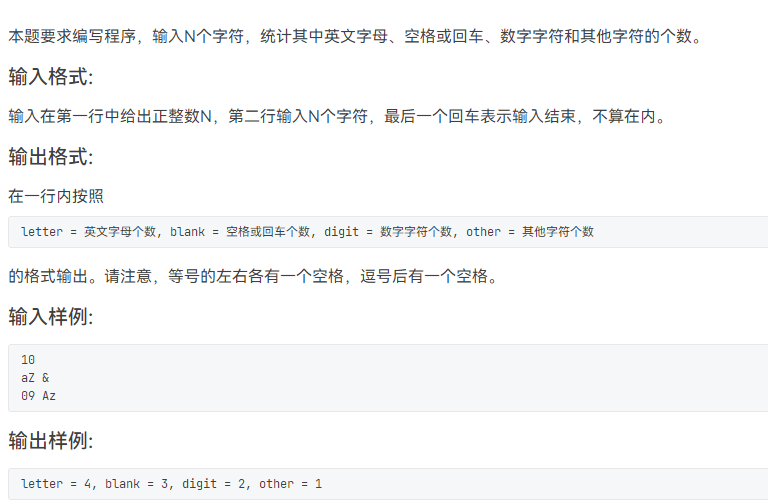 本题要求编写程序，输入N个字符，统计其中英文字母、空格或回车、数字字符和其他字符的个数。
输入格式:
输入在第一行中给出正整数N，第二行输入N个字符，最后一个回车表示输入结束，不算在内。
输出格式:
在一行内按照
letter = 英文字母个数, blank = 空格或回车个数, digit = 数字字符个数, other = 其他字符个数
的格式输出。请注意，等号的左右各有一个空格，逗号后有一个空格。
输入样例:
10
aZ &
09 Az
输出样例:
letter = 4, blank = 3, digit = 2, other = 1